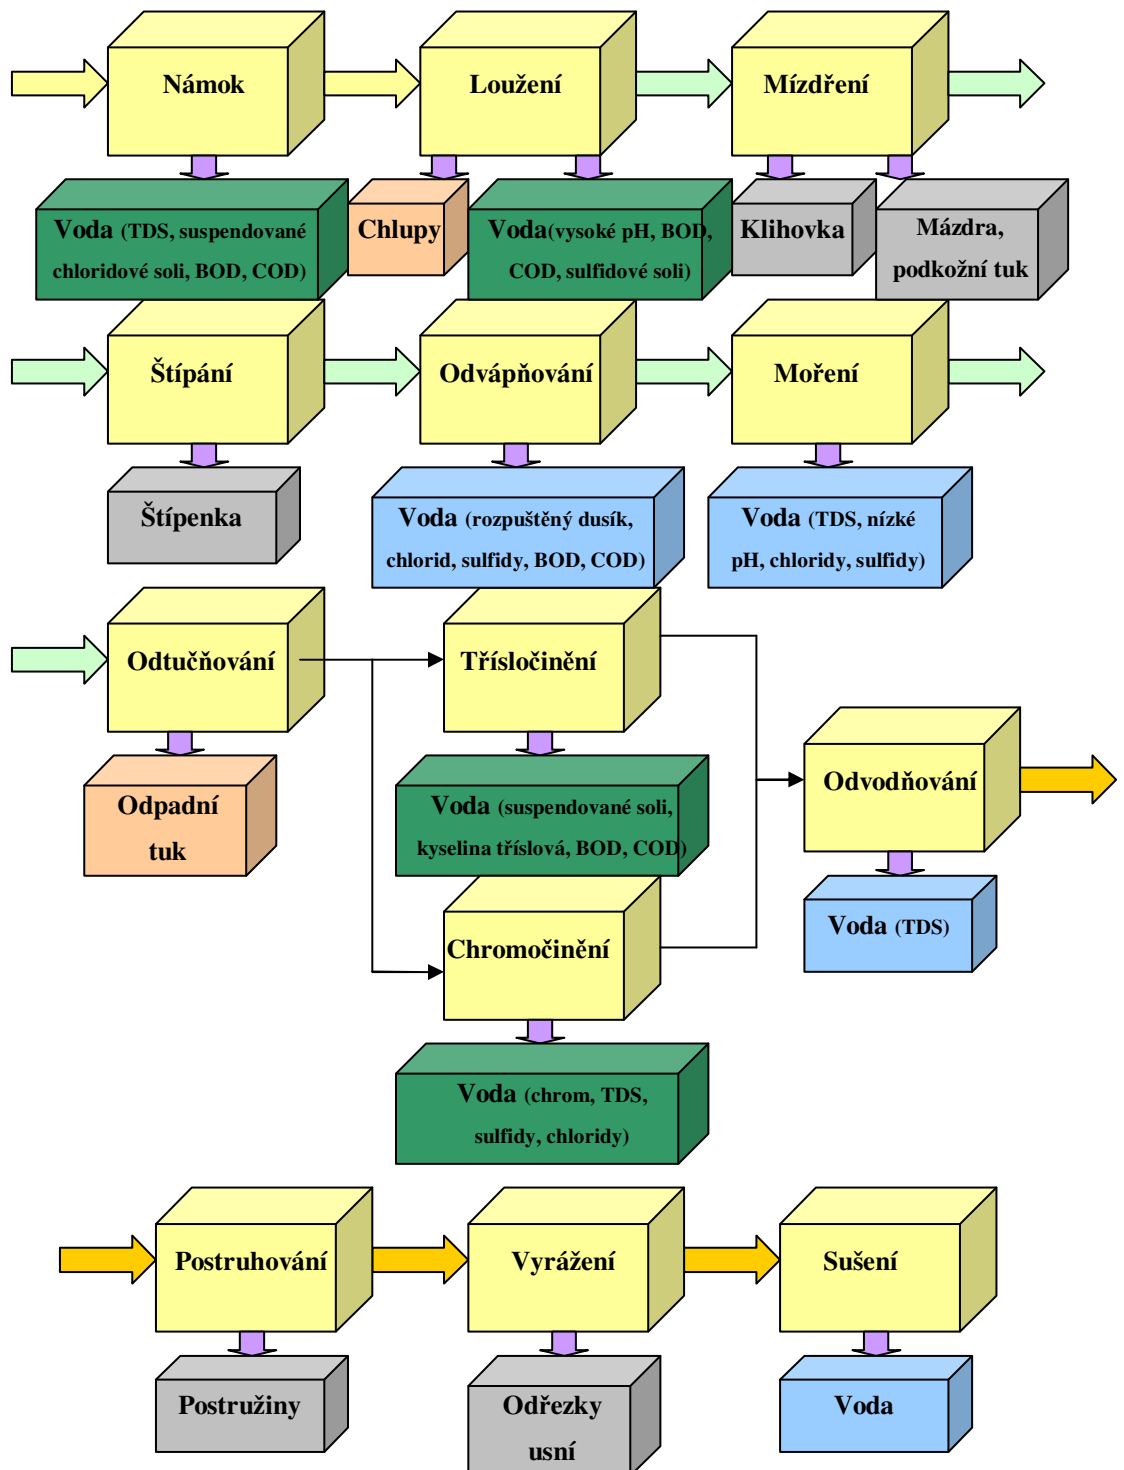 Námok
Loužení
Mízdření
Voda (TDS, suspendované
chloridové soli, BOD, COD)
Chlupy
Voda(vysoké pH, BOD,
COD, sulfidové soli)
Klihovka
Mázdra,
podkožní tuk
Štípání
Odvápňování
Moření
Štípenka
Voda (rozpuštěný dusík,
chlorid, sulfidy, BOD, COD)
Voda (TDS, nízké
pH, chloridy, sulfidy)
Odtučňování
Třísločinění
Odvodňování
Odpadní
tuk
Voda (suspendované soli,
kyselina tříslová, BOD, COD)
Voda (TDS)
Chromočinění
Voda (chrom, TDS,
sulfidy, chloridy)
Postruhování
Vyrážení
Sušení
Postružiny
Odřezky
usní
Voda